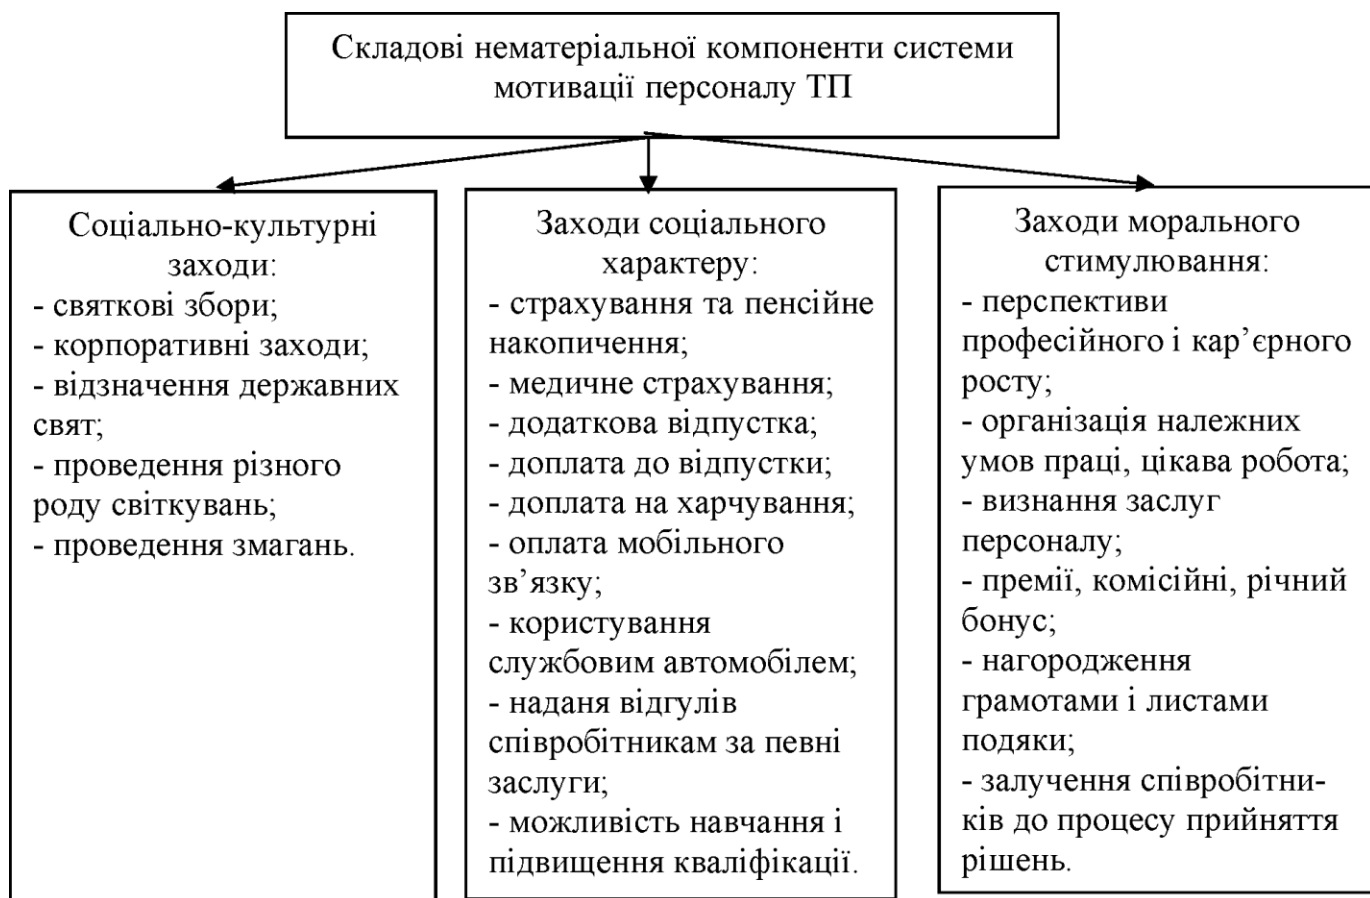 Складові нематеріальної компоненти системи
мотивації персоналу ТП
Соціально-культурні
заходи:
- святкові збори;
- корпоративні заходи;
- відзначення державних
свят;
- проведення різного
роду світкувань;
- проведення змагань.
Заходи соціального
характеру:
- страхування та пенсійне
накопичення;
- медичне страхування;
- додаткова відпустка;
- доплата до відпустки;
- доплата на харчування;
- оплата мобільного
зв’язку;
- користування
службовим автомобілем;
- наданя відгулів
співробітникам за певні
заслуги;
- можливість навчання і
підвищення кваліфікації.
Заходи морального
стимулювання:
- перспективи
професійного і кар’єрного
росту;
- організація належних
умов праці, цікава робота;
- визнання заслуг
персоналу;
- премії, комісійні, річний
бонус;
- нагородження
грамотами і листами
подяки;
- залучення співробітни-
ків до процесу прийняття
рішень.